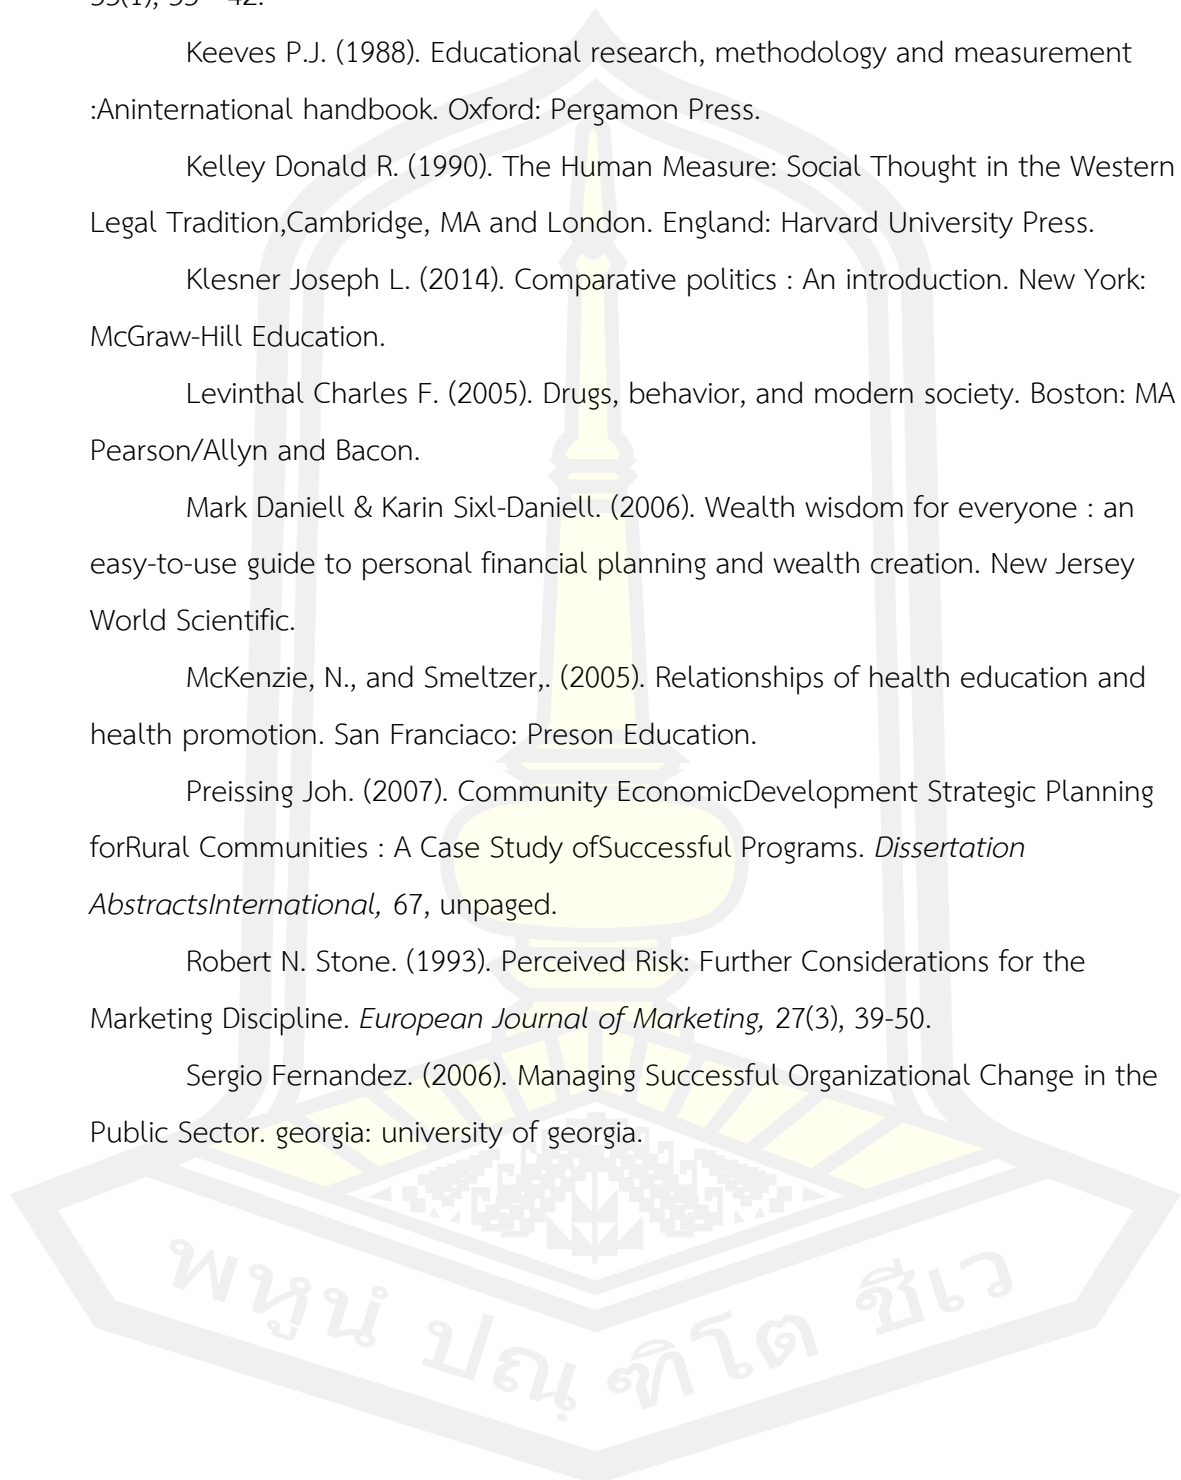 Keeves P.J. (1988). Educational research, methodology and measurement
:Aninternational handbook. Oxford: Pergamon Press.
Kelley Donald R. (1990). The Human Measure: Social Thought in the Western
Legal Tradition,Cambridge, MA and London. England: Harvard University Press.
Klesner Joseph L. (2014). Comparative politics : An introduction. New York:
McGraw-Hill Education.
Levinthal Charles F. (2005). Drugs, behavior, and modern society. Boston: MA
Pearson/Allyn and Bacon.
Mark Daniell & Karin Sixl-Daniell. (2006). Wealth wisdom for everyone : an
easy-to-use guide to personal financial planning and wealth creation. New Jersey
World Scientific.
McKenzie, N., and Smeltzer,. (2005). Relationships of health education and
health promotion. San Franciaco: Preson Education.
Preissing Joh. (2007). Community EconomicDevelopment Strategic Planning
forRural Communities : A Case Study ofSuccessful Programs. Dissertation
AbstractsInternational, 67, unpaged.
Robert N. Stone. (1993). Perceived Risk: Further Considerations for the
Marketing Discipline. European Journal of Marketing, 27(3), 39-50.
Sergio Fernandez. (2006). Managing Successful Organizational Change in the
Public Sector. georgia: university of georgia.
พหูนํ ปณฺฑิโต ชีเว